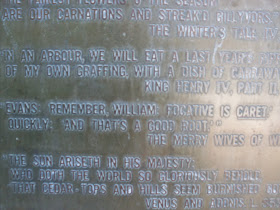 THE FAIREST FLOWERS O' THE SEASON
ARE OUR CARNATIONS AND STREAK'D GILLYVORS
THE WINTER'S TALE IV
"IN AN ARBOUR, WE WILL EAT A LAST YEAR'S
OF MY OWN GRAFFING, WITH A DISH OF CARRAWAYS
KING HENRY IV, PART II,
EVANS: REMEMBER, WILLIAM: FOCATIVE IS CARET
QUICKLY: AND THAT'S A GOOD ROOT."
THE MERRY WIVES OF W
"THE SUN ARISETH IN HIS MAJESTY;
WHO DOTH THE WORLD SO GLORIOUSLY BEHOLD
THAT CEDAR-TOPS AND HILLS SEEM BURNISHED
VENUS AND ADONIS L.